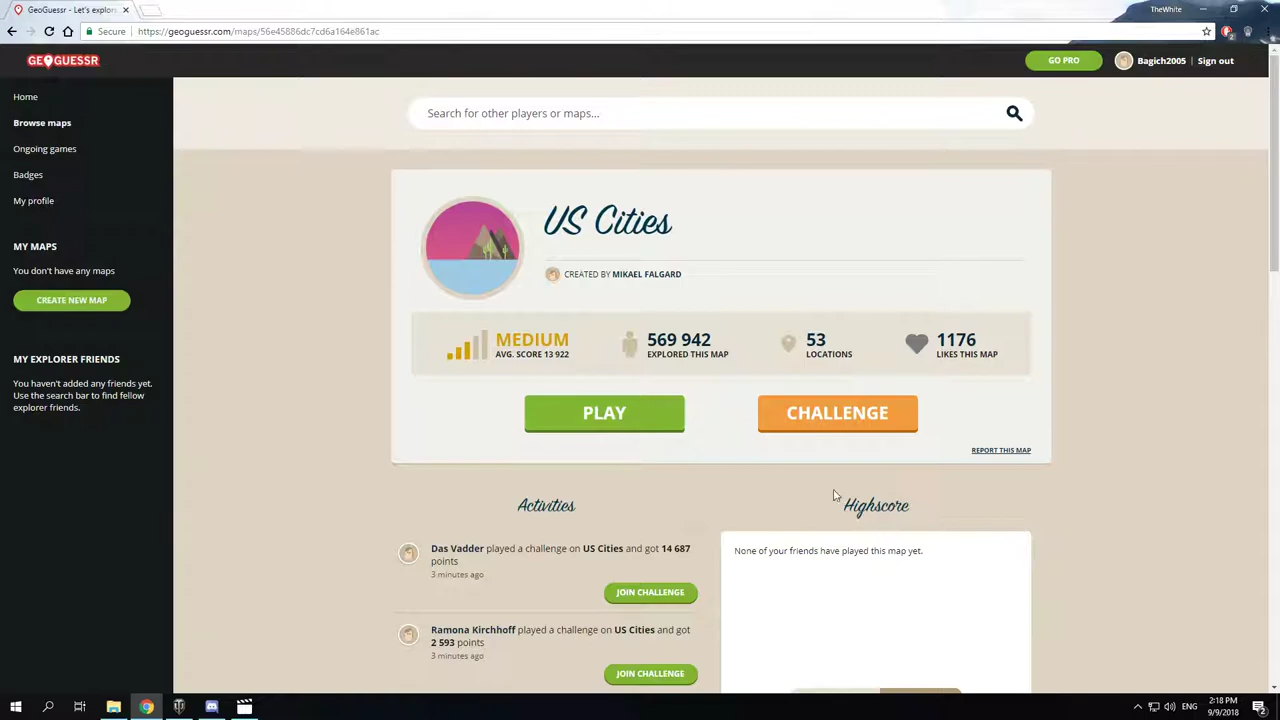 GeoGuessr - Let's explor
TheWhite
Secure
https://geoguessr.com/maps/56e45886dc7cd6a164e861ac
GEOGUESSR
GO PRO
Bagich2005 | Sign out
Home
Browse maps
Ongoing games
Badges
My profile
MY MAPS
You don't have any maps
CREATE NEW MAP
MY EXPLORER FRIENDS
You haven't added any friends yet.
Use the search bar to find fellow
explorer friends.
Search for other players or maps...
US Cities
CREATED BY MIKAEL FALGARD
MEDIUM
AVG. SCORE 13 922
569 942
EXPLORED THIS MAP
53
LOCATIONS
1176
LIKES THIS MAP
PLAY
CHALLENGE
REPORT THIS MAP
Activities
Das Vadder played a challenge on US Cities and got 14 687
points
3 minutes ago
JOIN CHALLENGE
Ramona Kirchhoff played a challenge on US Cities and got
2 593 points
3 minutes ago
JOIN CHALLENGE
Highscore
None of your friends have played this map yet.
ENG
2:18 PM
9/9/2018